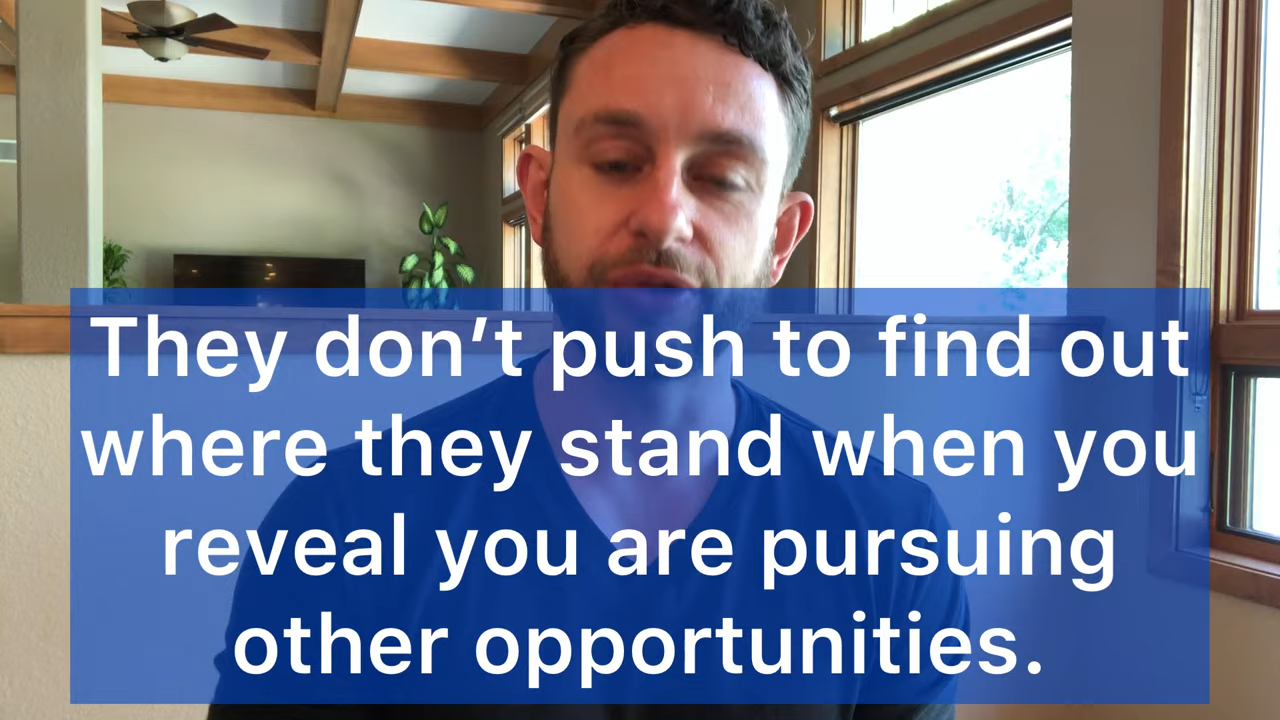 They don’t push to find out
where they stand when you
reveal you are pursuing
other opportunities.